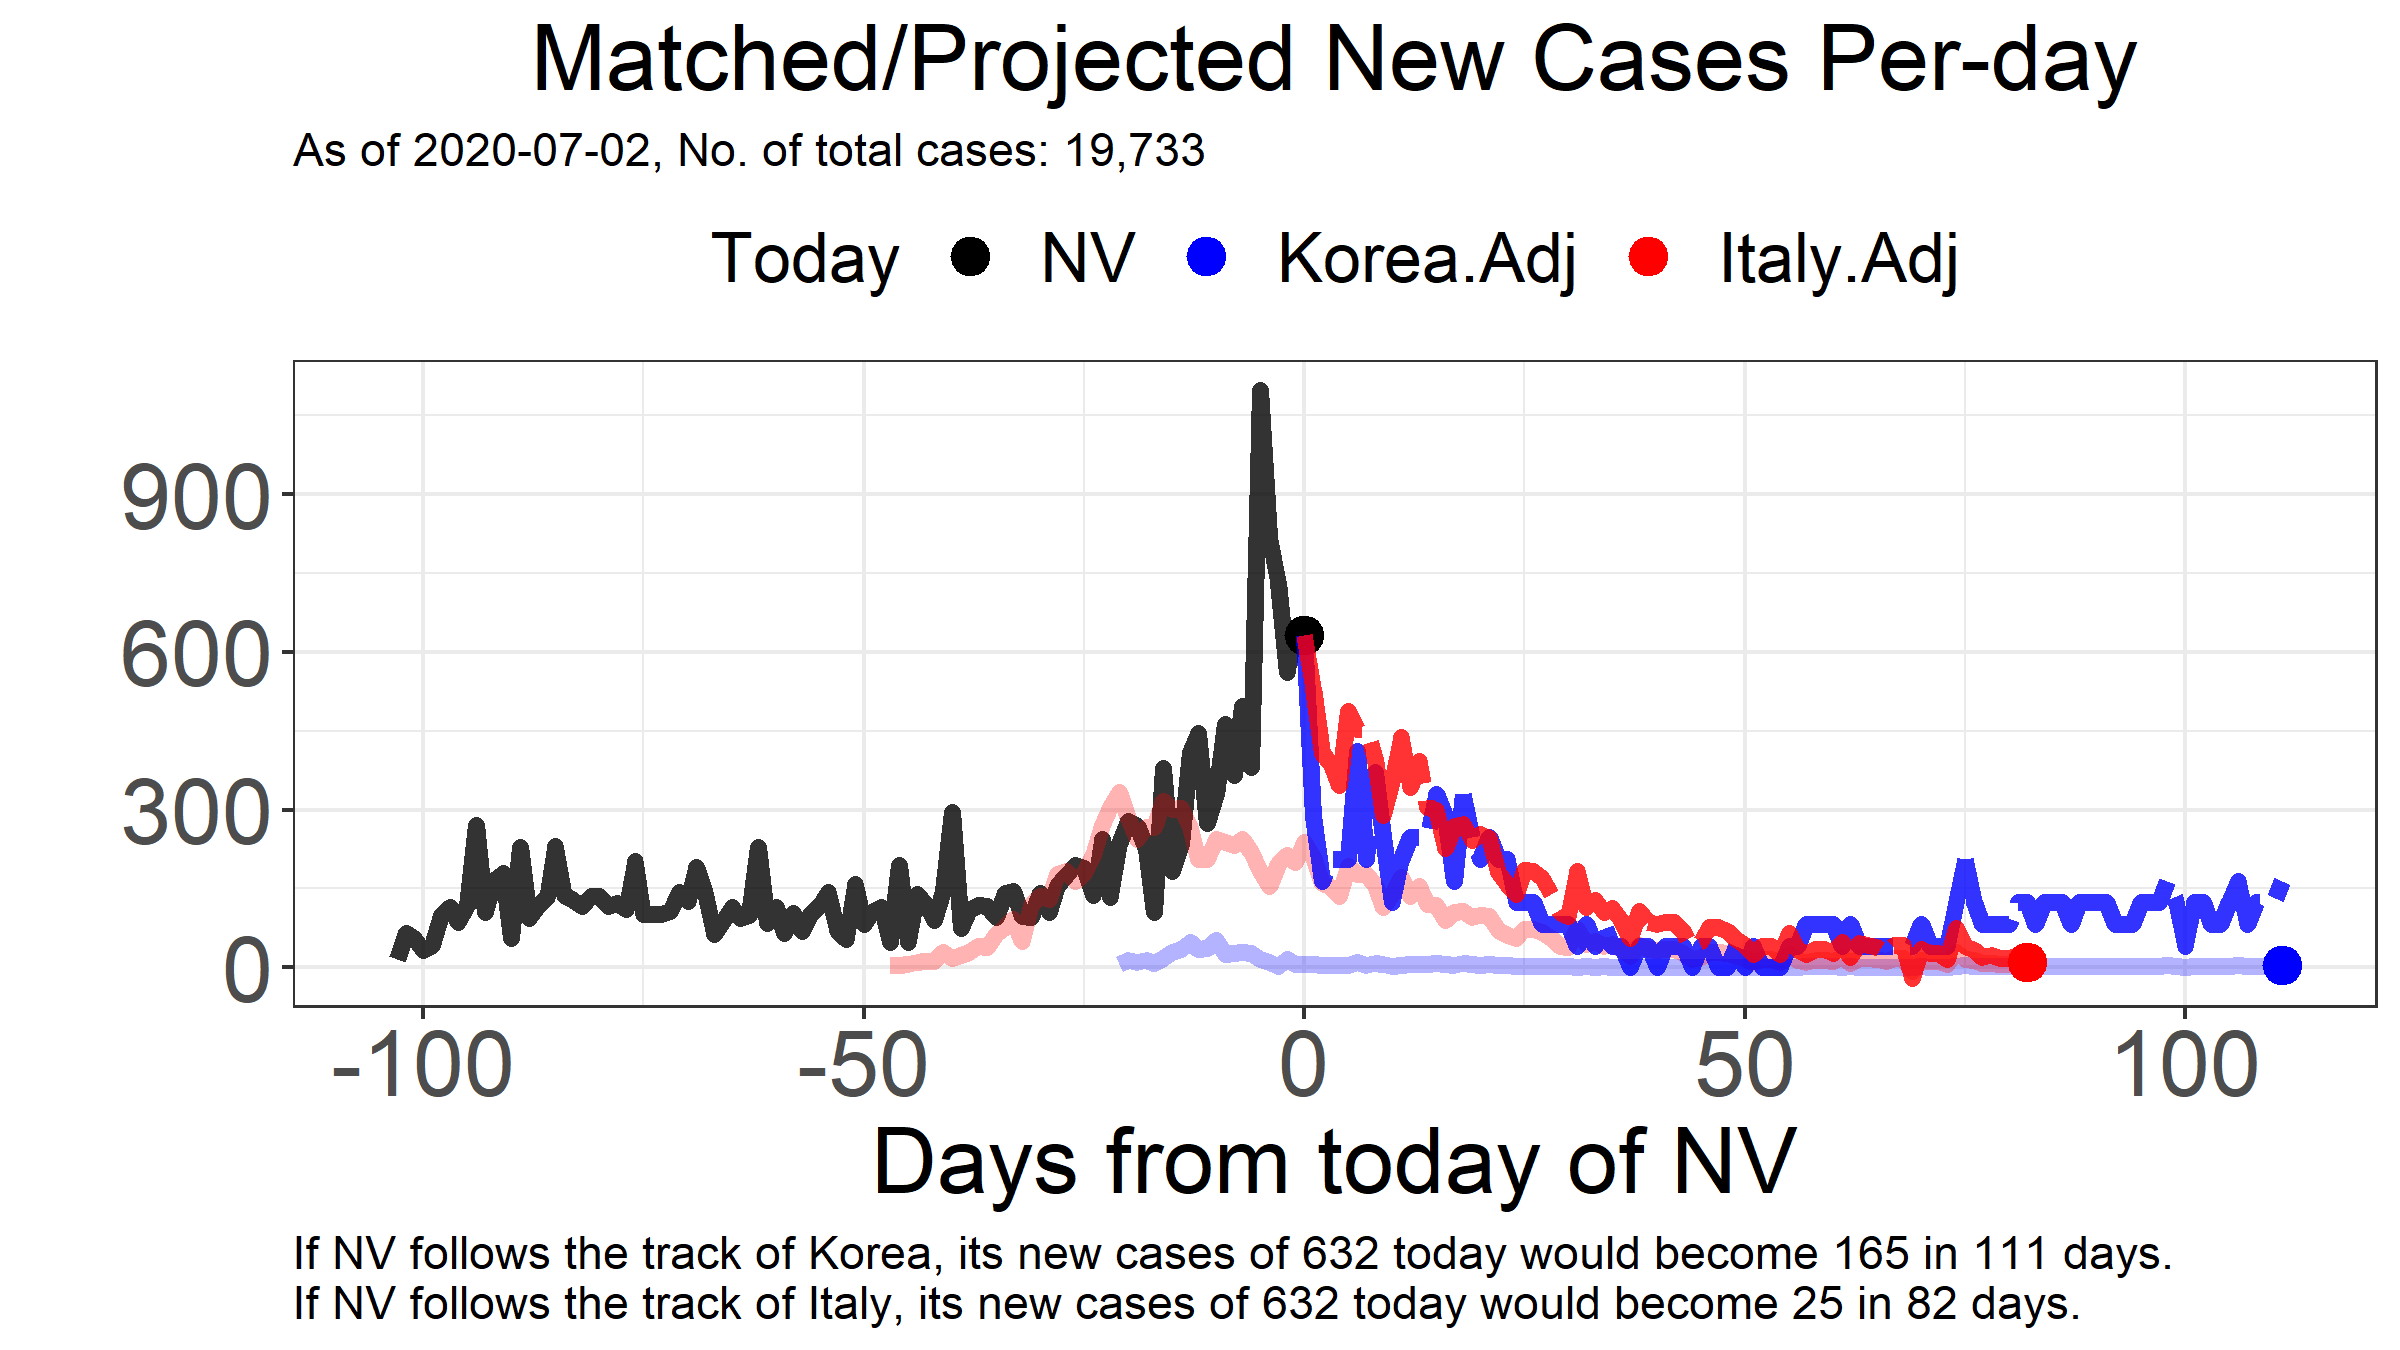 Matched/Projected New Cases Per-day
As of 2020-07-02, No. of total cases: 19,733
Today NV Korea.Adj Italy.Adj
900
600
300
0
-100 -50 0 50 100
Days from today of NV
If NV follows the track of Korea, its new cases of 632 today would become 165 in 111 days.
If NV follows the track of Italy, its new cases of 632 today would become 25 in 82 days.